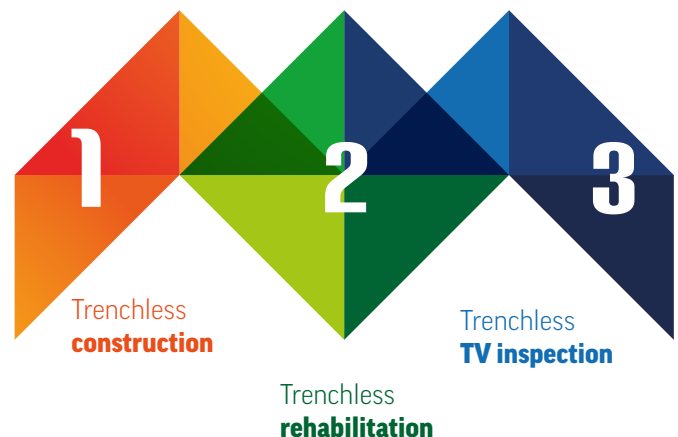 1
2
3
Trenchless
construction
Trenchless
rehabilitation
Trenchless
TV inspection